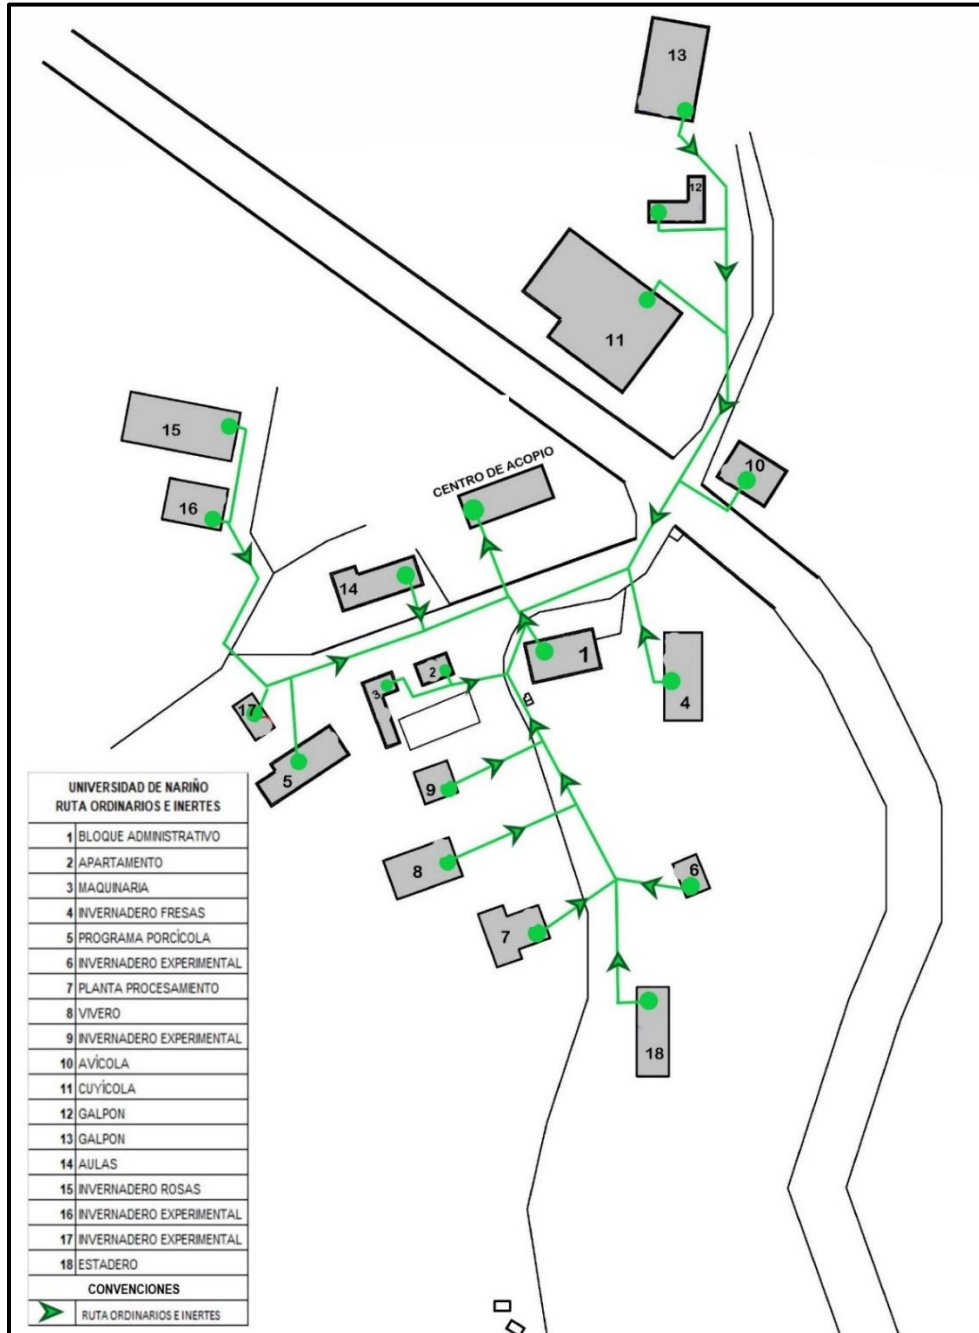 13
12
11
15
10
CENTRO DE ACOPIO
16
14
1
2
3
4
17
5
9
8
6
7
18
UNIVERSIDAD DE NARIÑO
RUTA ORDINARIOS E INERTES
1 BLOQUE ADMINISTRATIVO
2 APARTAMENTO
3 MAQUINARIA
4 INVERNADERO FRESAS
5 PROGRAMA PORCÍCOLA
6 INVERNADERO EXPERIMENTAL
7 PLANTA PROCESAMIENTO
8 VIVERO
9 INVERNADERO EXPERIMENTAL
10 AVÍCOLA
11 CUYÍCOLA
12 GALPON
13 GALPON
14 AULAS
15 INVERNADERO ROSAS
16 INVERNADERO EXPERIMENTAL
17 INVERNADERO EXPERIMENTAL
18 ESTADERO
CONVENCIONES
RUTA ORDINARIOS E INERTES